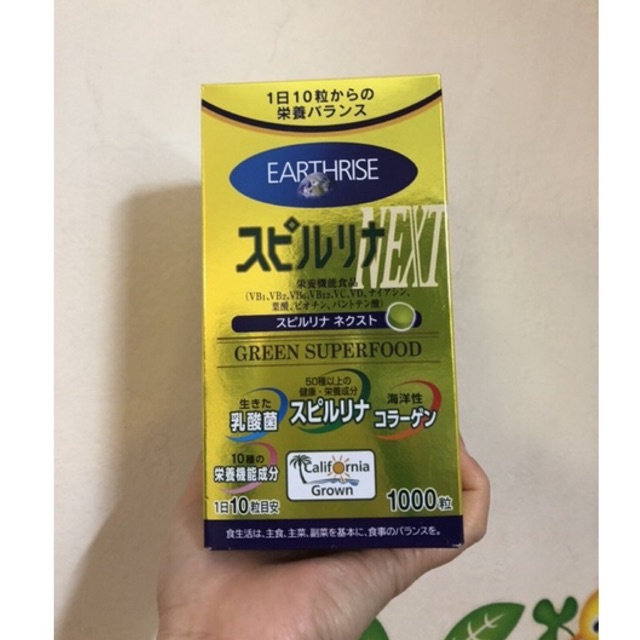 1日10粒からの
栄養バランス
EARTHRISE
スピルリナ NEXT
栄養機能食品
(VB1、VB2、VB6、VB12、VC、VD、ナイアシン、
葉酸、ビオチン、パントテン酸)
スピルリナ ネクスト
GREEN SUPERFOOD
生きた
乳酸菌
50種以上の
健康・栄養成分
スピルリナ
海洋性
コラーゲン
10種の
栄養機能成分
1日10粒目安
California
Grown
1000粒
食生活は、主食、主菜、副菜を基本に、食事のバランスを。